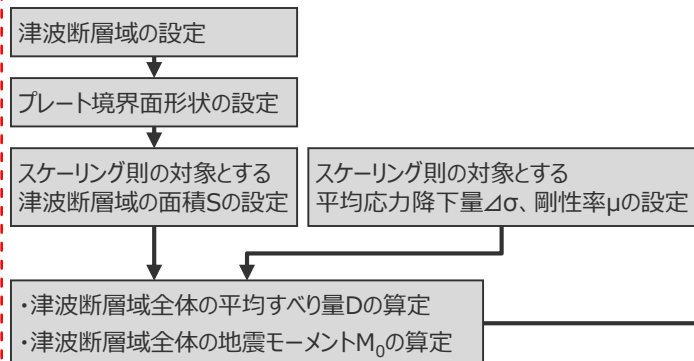 津波断層域の設定
プレート境界面形状の設定
スケーリング則の対象とする
津波断層域の面積Sの設定
スケーリング則の対象とする
平均応力降下量⊿σ、剛性率μの設定
・津波断層域全体の平均すべり量Dの算定
・津波断層域全体の地震モーメントM₀の算定